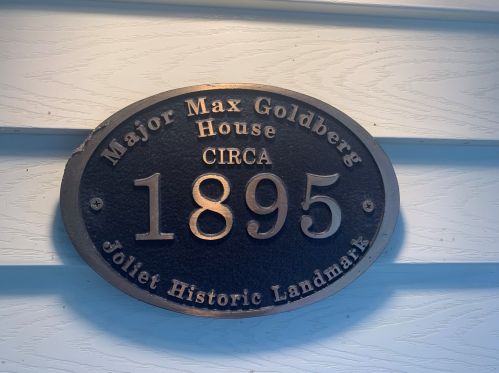 Major Max Goldberg
House
CIRCA
1895
Joliet Historic Landmark